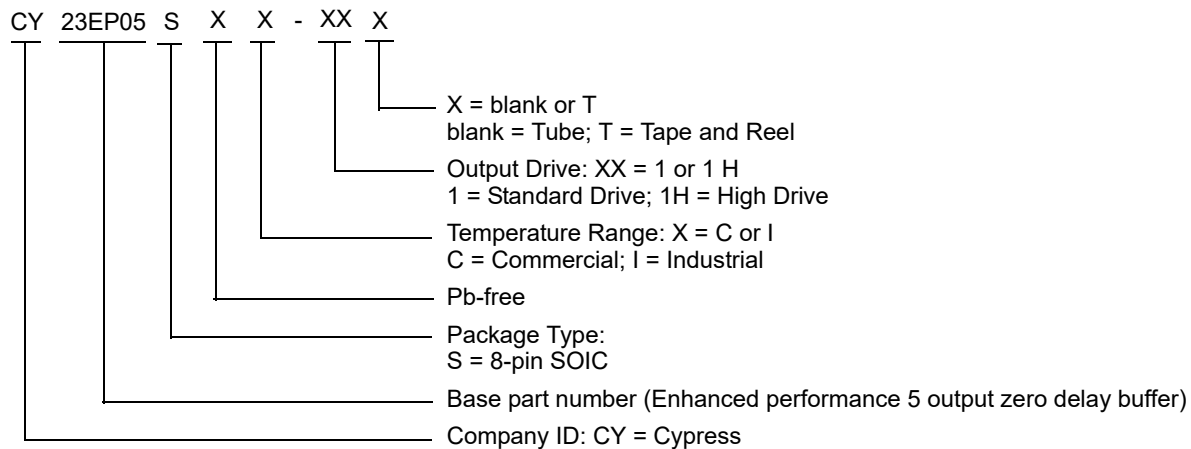 CY 23EP05 S X X - XX X
X = blank or T
blank = Tube; T = Tape and Reel
Output Drive: XX = 1 or 1 H
1 = Standard Drive; 1H = High Drive
Temperature Range: X = C or I
C = Commercial; I = Industrial
Pb-free
Package Type:
S = 8-pin SOIC
Base part number (Enhanced performance 5 output zero delay buffer)
Company ID: CY = Cypress